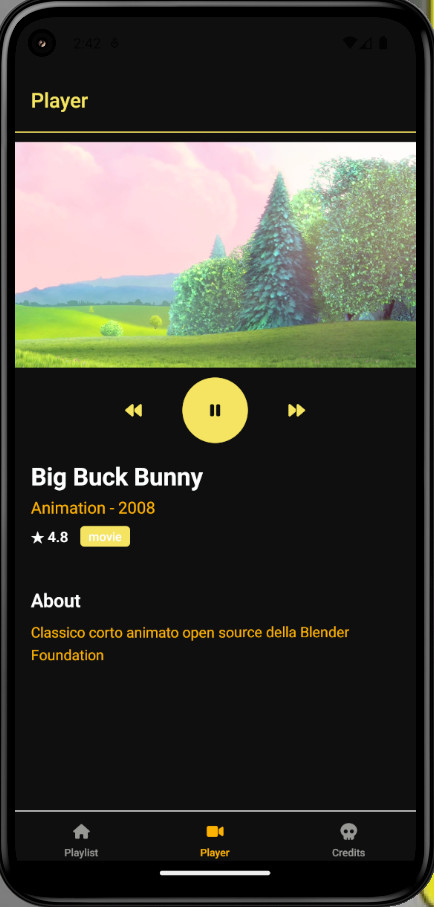 2:42
Player
Big Buck Bunny
Animation - 2008
★ 4.8 movie
About
Classico corto animato open source della Blender
Foundation
Playlist Player Credits